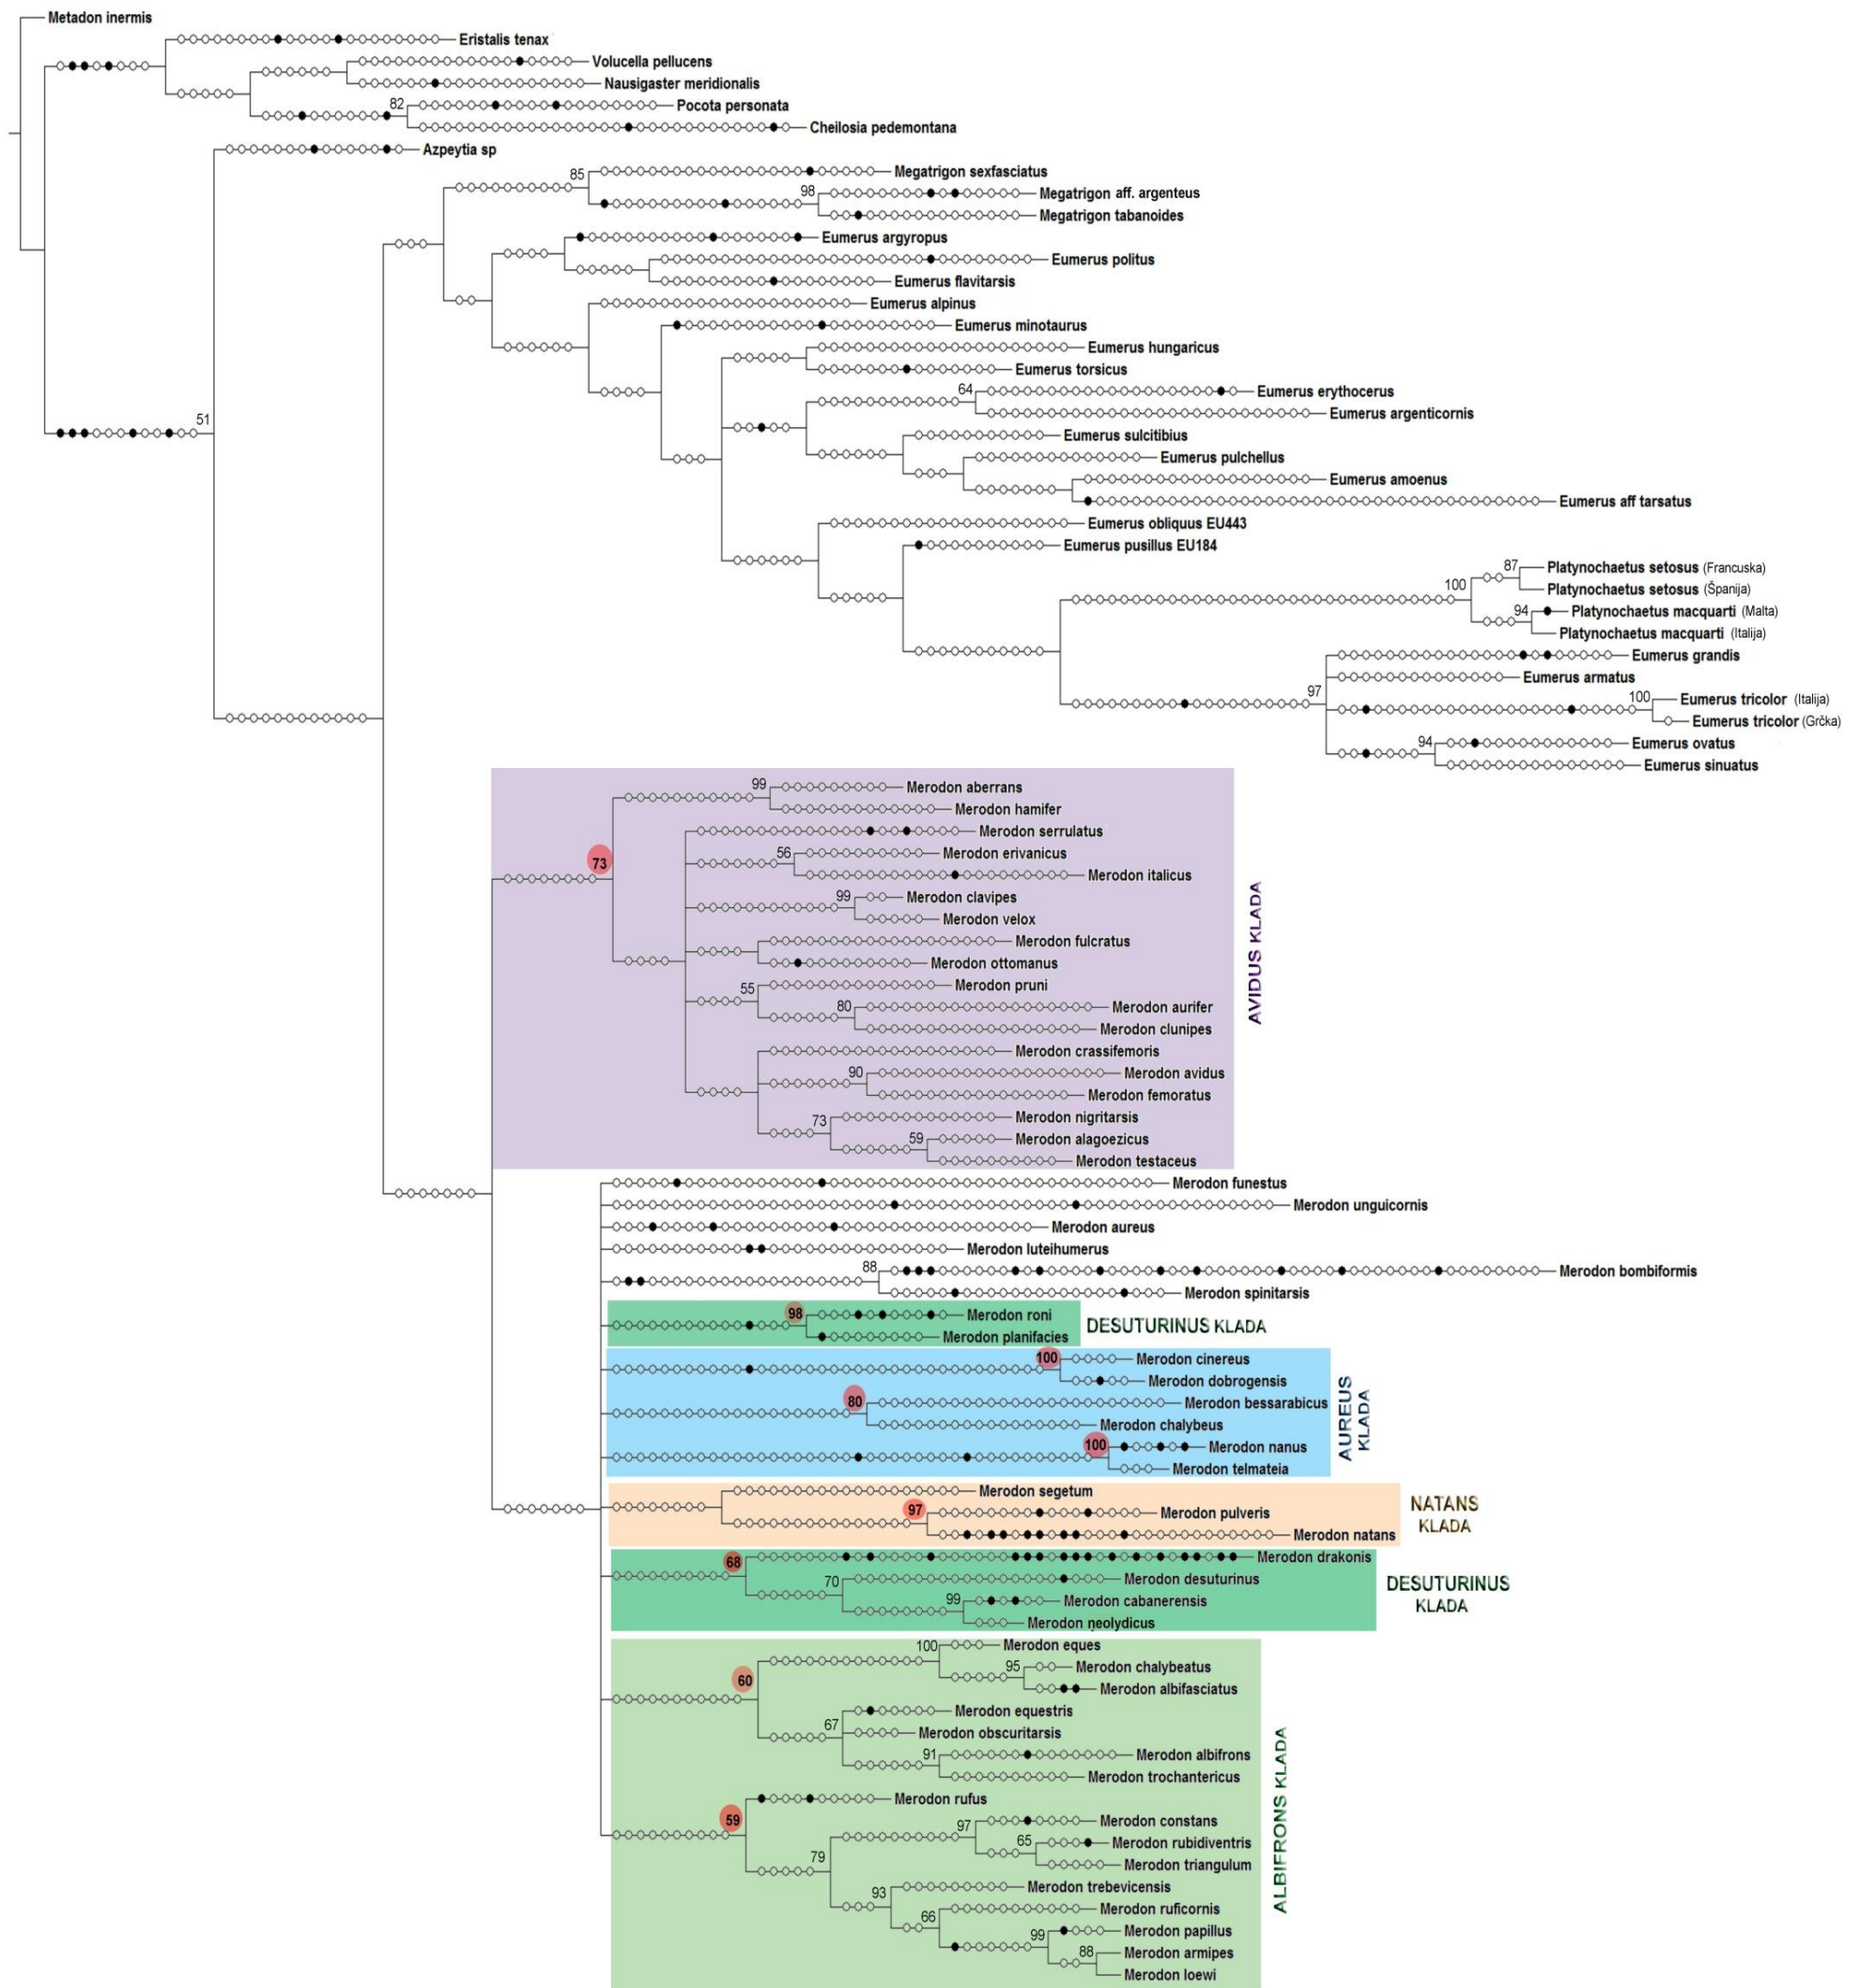 Metadon inermis
Eristalis tenax
Volucella pellucens
Nausigaster meridionalis
82
Pocota personata
Cheilosia pedemontana
Azpeytia sp
85
Megatrigon sexfasciatus
98
Megatrigon aff. argenteus
Megatrigon tabanoides
Eumerus argyropus
Eumerus politus
Eumerus flavitarsis
Eumerus alpinus
Eumerus minotaurus
Eumerus hungaricus
Eumerus torsicus
64
Eumerus erythocerus
Eumerus argenticornis
51
Eumerus sulcitibius
Eumerus pulchellus
Eumerus amoenus
Eumerus aff tarsatus
Eumerus obliquus EU443
Eumerus pusillus EU184
100
87
Platynochaetus setosus (Francuska)
Platynochaetus setosus (Španija)
94
Platynochaetus macquarti (Malta)
Platynochaetus macquarti (Italija)
97
Eumerus grandis
Eumerus armatus
100
Eumerus tricolor (Italija)
Eumerus tricolor (Grčka)
94
Eumerus ovatus
Eumerus sinuatus
99
Merodon aberrans
Merodon hamifer
73
Merodon serrulatus
56
Merodon erivanicus
Merodon italicus
99
Merodon clavipes
Merodon velox
Merodon fulcratus
Merodon ottomanus
55
Merodon pruni
80
Merodon aurifer
Merodon clunipes
Merodon crassifemoris
90
Merodon avidus
Merodon femoratus
73
Merodon nigritarsis
59
Merodon alagoezicus
Merodon testaceus
AVIDUS KLADA
Merodon funestus
Merodon unguicornis
Merodon aureus
Merodon luteihumerus
88
Merodon bombiformis
Merodon spinitarsis
98
Merodon roni
Merodon planifacies
DESUTURINUS KLADA
100
Merodon cinereus
Merodon dobrogensis
80
Merodon bessarabicus
Merodon chalybeus
100
Merodon nanus
Merodon telmateia
AUREUS
KLADA
Merodon segetum
97
Merodon pulveris
Merodon natans
NATANS
KLADA
68
Merodon drakonis
70
Merodon desuturinus
99
Merodon cabanerensis
Merodon neolydicus
DESUTURINUS
KLADA
100
Merodon eques
95
Merodon chalybeatus
Merodon albifasciatus
60
67
Merodon equestris
Merodon obscuritarsis
91
Merodon albifrons
Merodon trochantericus
59
Merodon rufus
97
Merodon constans
65
Merodon rubidiventris
Merodon triangulum
79
93
Merodon trebevicensis
66
Merodon ruficornis
99
Merodon papillus
88
Merodon armipes
Merodon loewi
ALBIFRONS KLADA